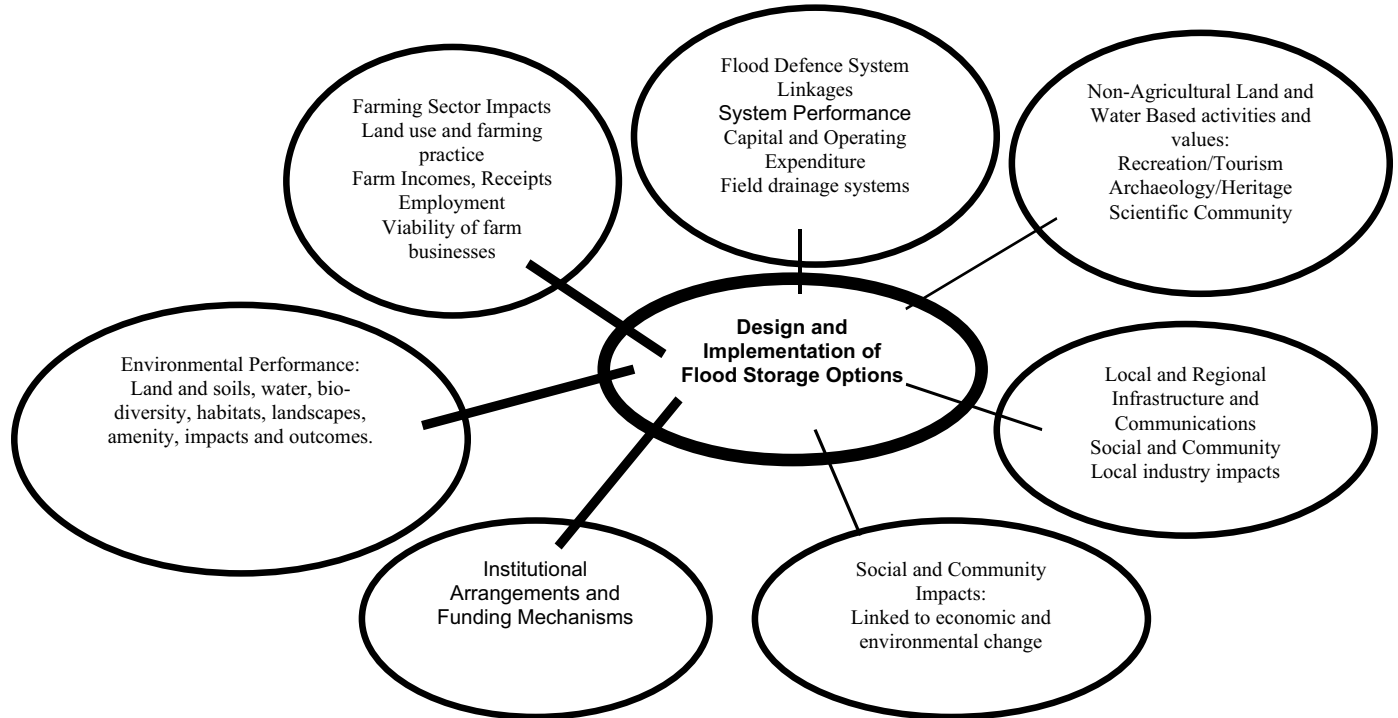 Flood Defence System
Linkages
System Performance
Capital and Operating
Expenditure
Field drainage systems
Farming Sector Impacts
Land use and farming
practice
Farm Incomes, Receipts
Employment
Viability of farm
businesses
Non-Agricultural Land and
Water Based activities and
values:
Recreation/Tourism
Archaeology/Heritage
Scientific Community
Design and
Implementation of
Flood Storage Options
Environmental Performance:
Land and soils, water, bio-
diversity, habitats, landscapes,
amenity, impacts and outcomes.
Local and Regional
Infrastructure and
Communications
Social and Community
Local industry impacts
Institutional
Arrangements and
Funding Mechanisms
Social and Community
Impacts:
Linked to economic and
environmental change